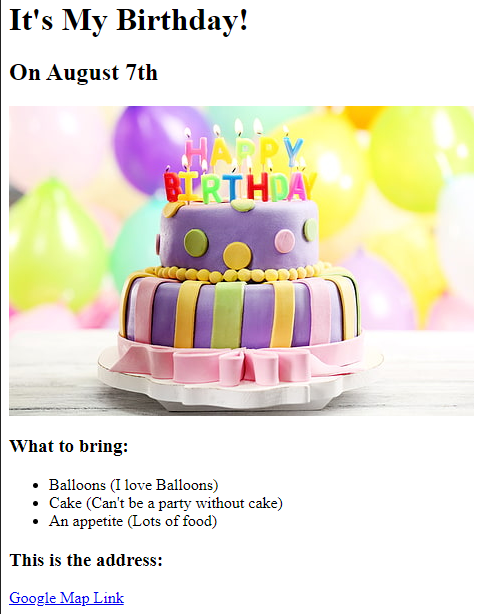 It's My Birthday!
On August 7th
HAPPY
BIRTHDAY
What to bring:
Balloons (I love Balloons)
Cake (Can't be a party without cake)
An appetite (Lots of food)
This is the address:
Google Map Link